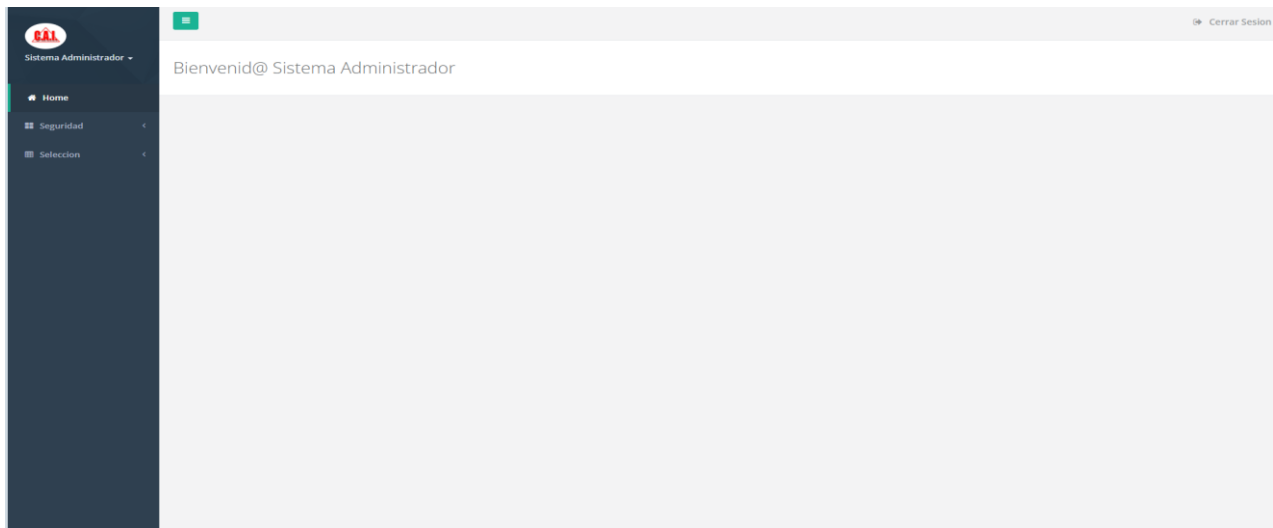 C.A.I.
Sistema Administrador
Home
Seguridad
Seleccion
Cerrar Sesion
Bienvenid@ Sistema Administrador